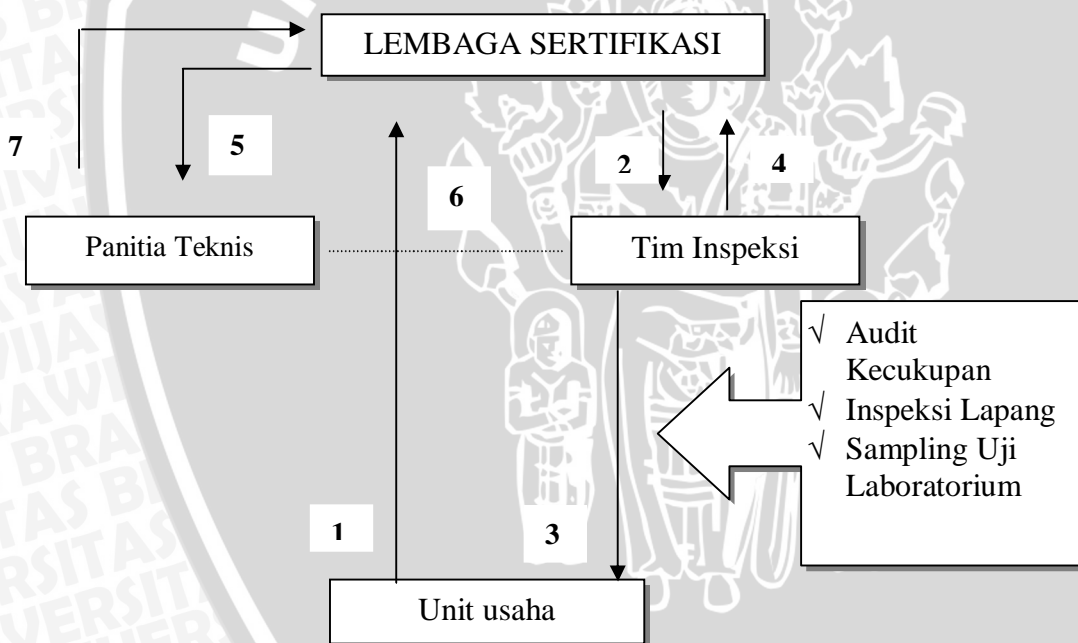 LEMBAGA SERTIFIKASI
7
5
6
2
4
Panitia Teknis
Tim Inspeksi
√ Audit
Kecukupan
√ Inspeksi Lapang
√ Sampling Uji
Laboratorium
1
3
Unit usaha